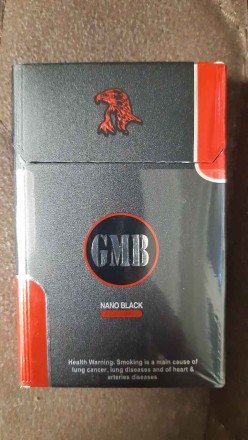 GMB
NANO BLACK
Health Warning. Smoking is a main cause of
lung cancer, lung diseases and of heart &
arteries diseases